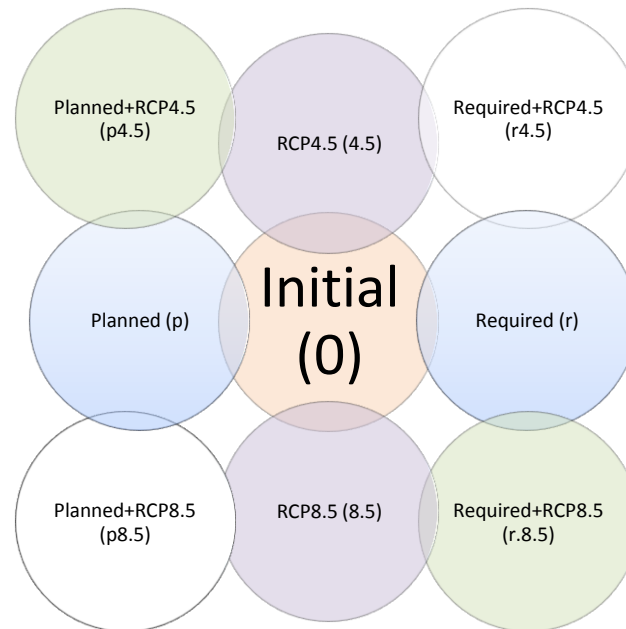 Planned+RCP4.5
(p4.5)
RCP4.5 (4.5)
Required+RCP4.5
(r4.5)
Planned (p)
Initial
(0)
Required (r)
Planned+RCP8.5
(p8.5)
RCP8.5 (8.5)
Required+RCP8.5
(r.8.5)